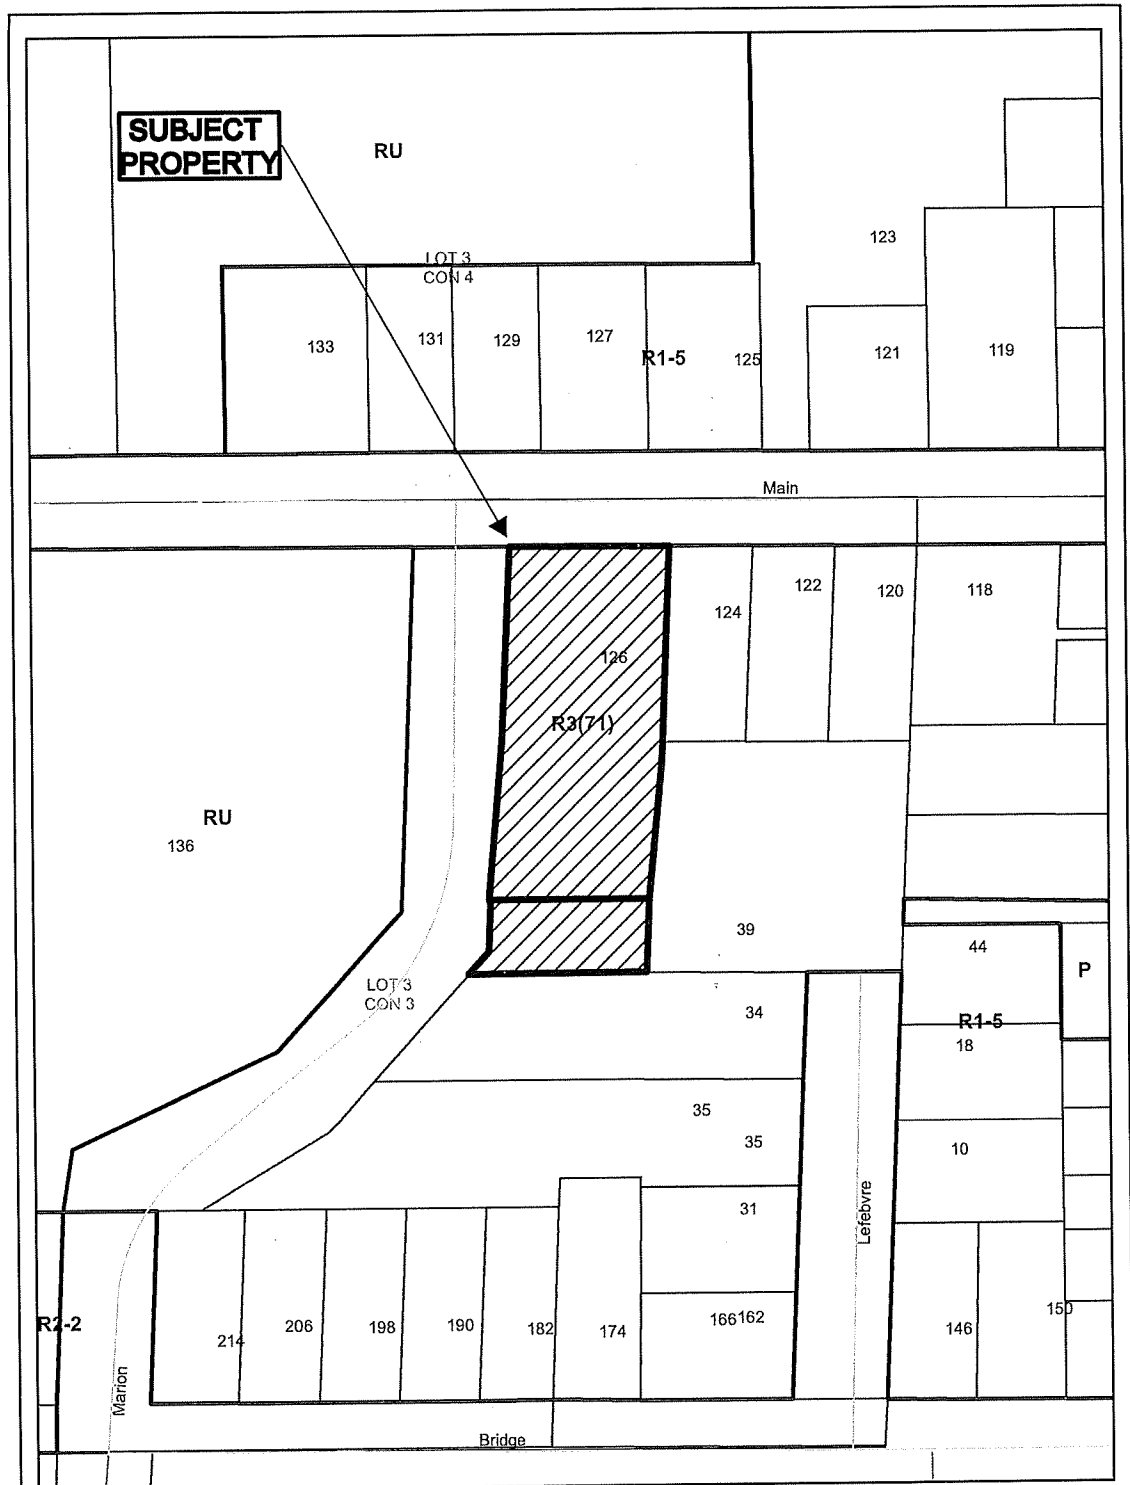 SUBJECT
PROPERTY
RU
123
LOT 3
CON 4
133
131
129
127
R1-5
125
121
119
Main
126
124
122
120
118
R3(71)
RU
136
39
44
P
LOT 3
CON 3
34
R1-5
18
35
35
10
31
Lefebvre
R2-2
214
206
198
190
182
174
166
162
146
150
Marion
Bridge